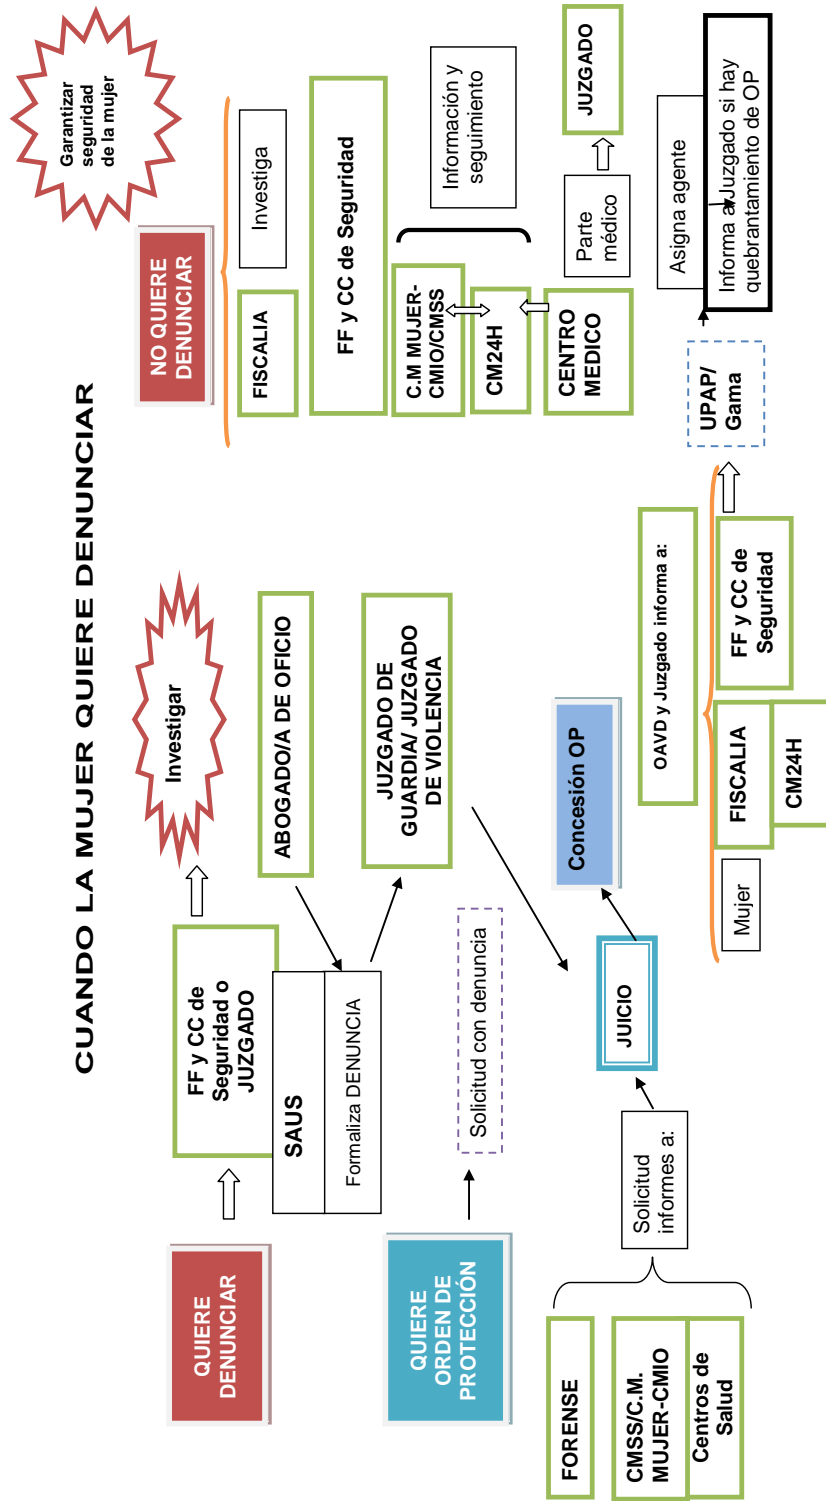 CUANDO LA MUJER QUIERE DENUNCIAR
QUIERE
DENUNCIAR
FF y CC de
Seguridad o
JUZGADO
Investigar
SAUS
Formaliza DENUNCIA
ABOGADO/A DE OFICIO
JUZGADO DE
GUARDIA/ JUZGADO
DE VIOLENCIA
QUIERE
ORDEN DE
PROTECCIÓN
Solicitud con denuncia
FORENSE
CMSS/C.M.
MUJER-CMIO
Centros de
Salud
Solicitud
informes a:
JUICIO
Concesión OP
OAVD y Juzgado informa a:
Mujer
FISCALIA
CM24H
FF y CC de
Seguridad
UPAP/
Gama
Asigna agente
Informa a Juzgado si hay
quebrantamiento de OP
NO QUIERE
DENUNCIAR
Garantizar
seguridad
de la mujer
FISCALIA
Investiga
FF y CC de Seguridad
C.M MUJER-
CMIO/CMSS
CM24H
Información y
seguimiento
CENTRO
MEDICO
Parte
médico
JUZGADO